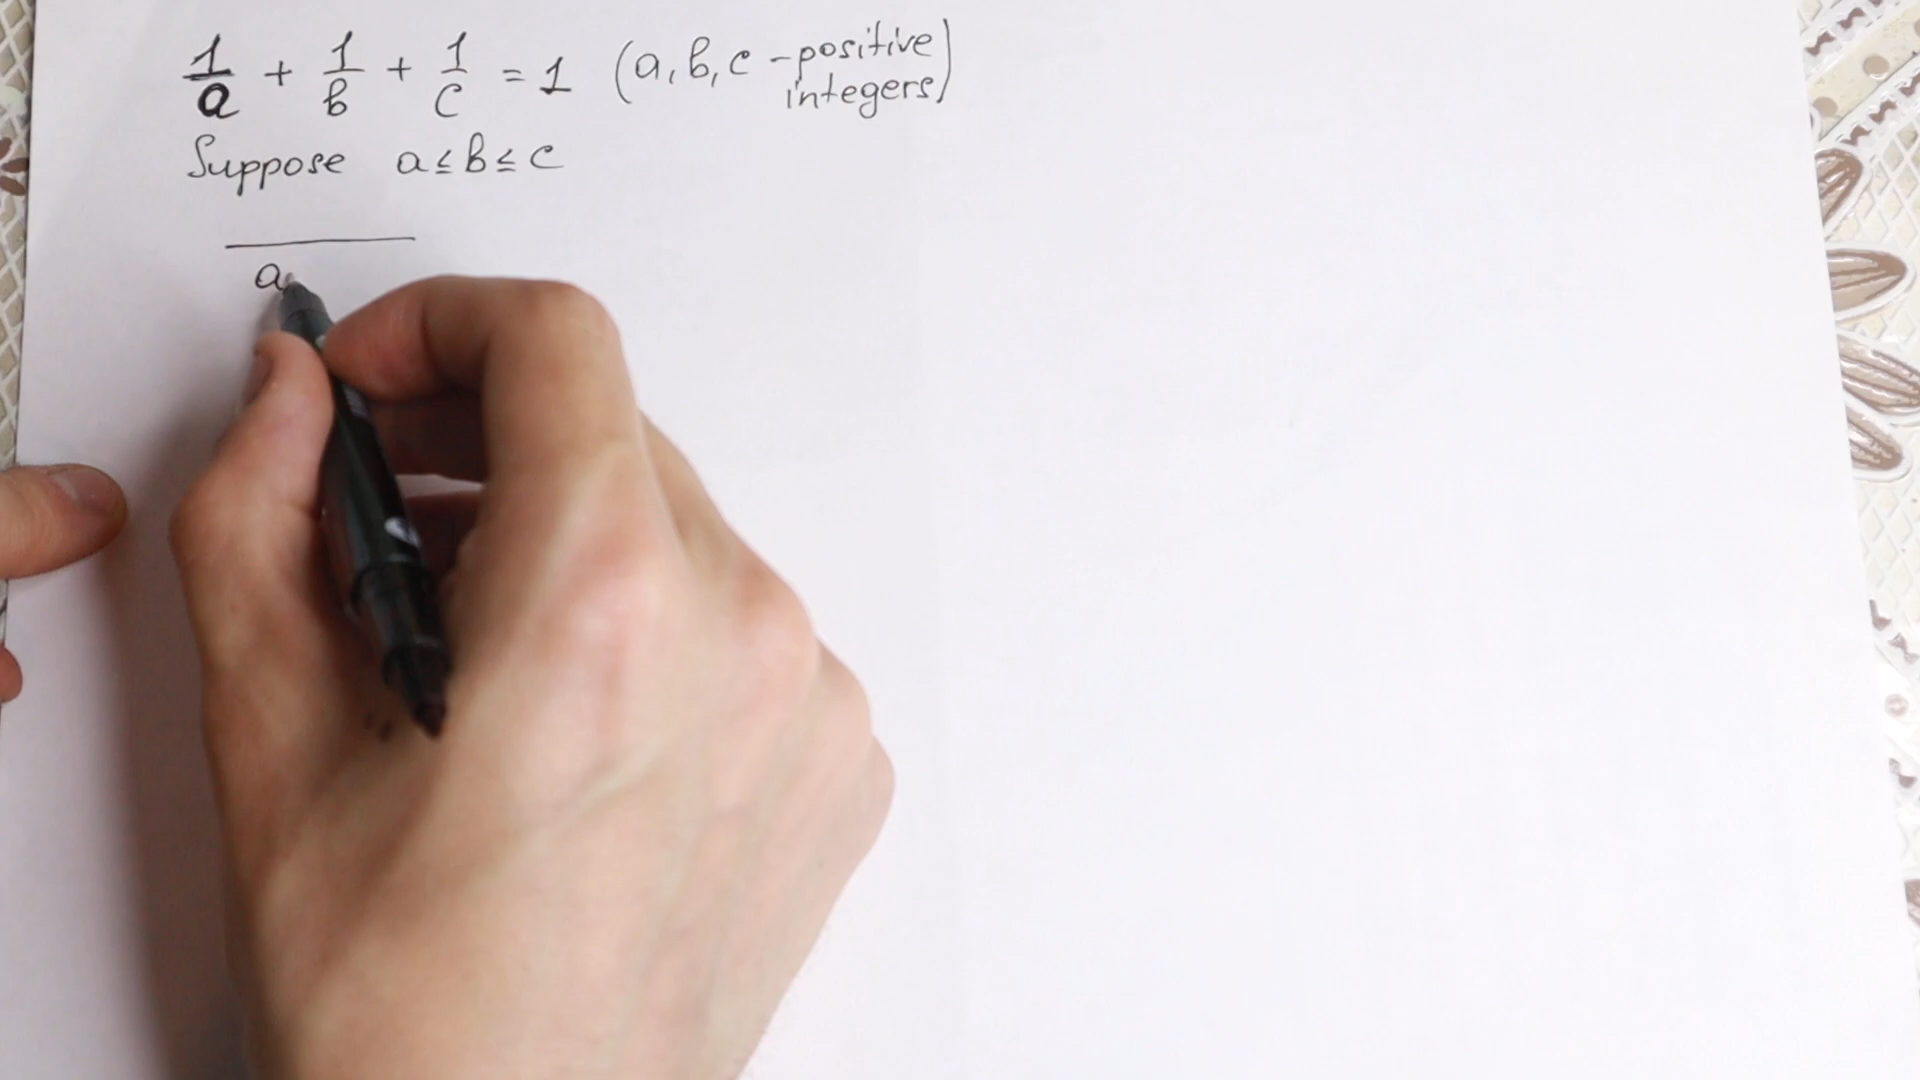 1/a + 1/b + 1/c = 1 (a, b, c - positive integers)
Suppose a ≤ b ≤ c
a